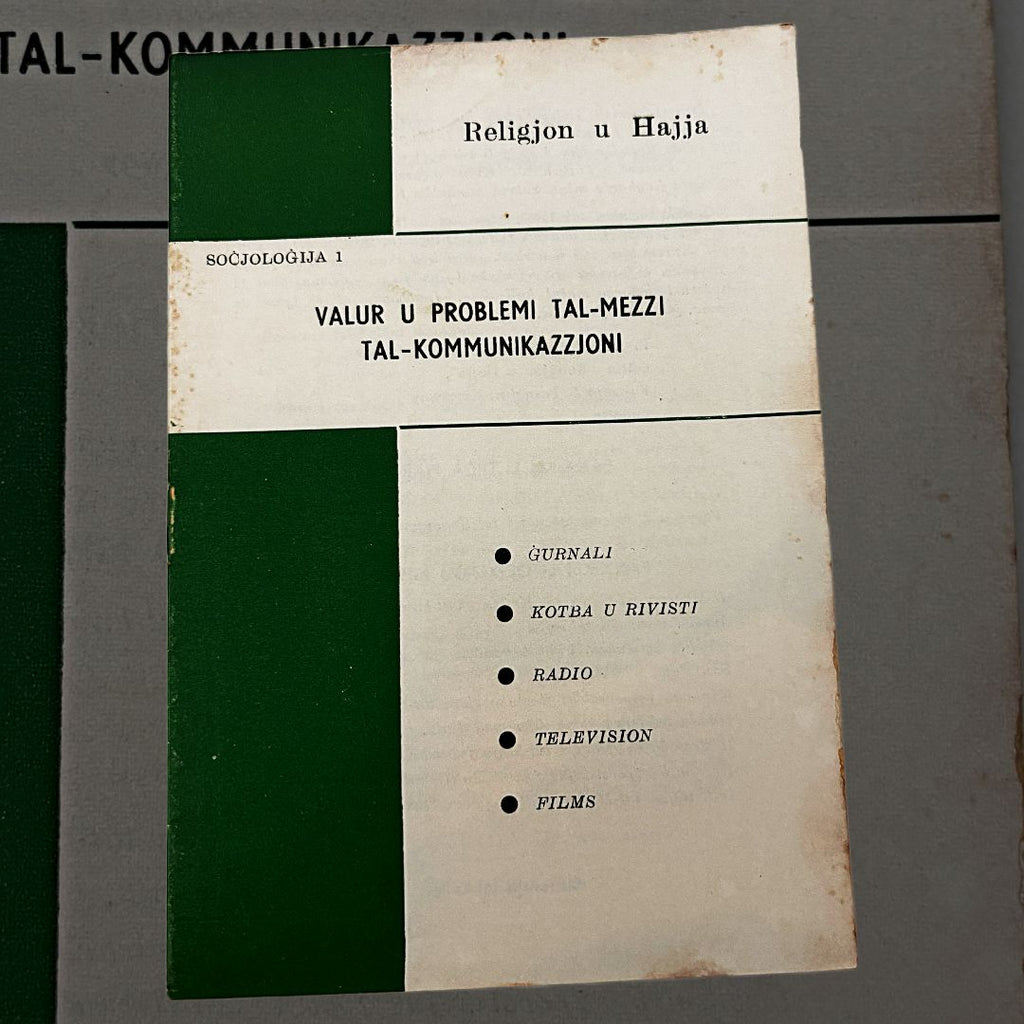 TAL-KOMMUNIKAZZJONI
Religjon u Hajja
SOĊJOLOĠIJA 1
VALUR U PROBLEMI TAL-MEZZI
TAL-KOMMUNIKAZZJONI
● ĠURNALI
● KOTBA U RIVISTI
● RADIO
● TELEVISION
● FILMS